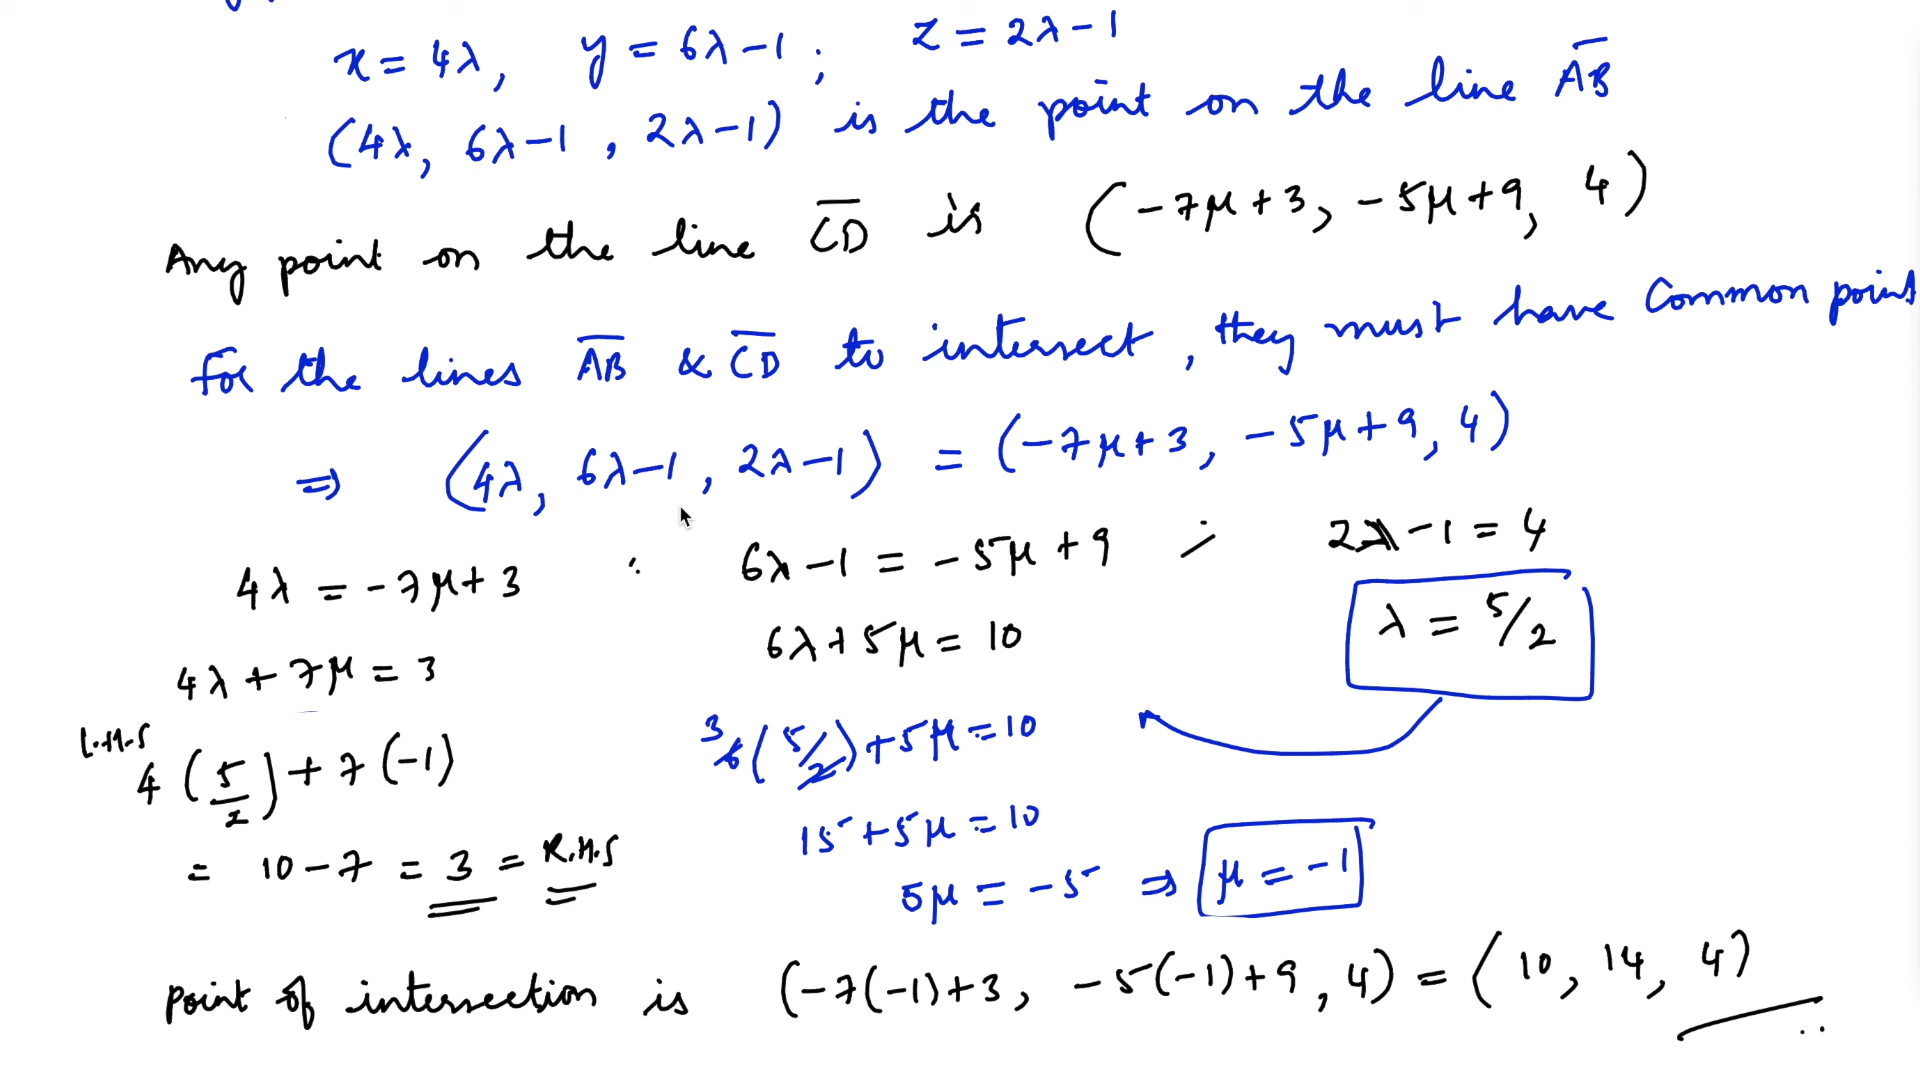 x = 4λ, y = 6λ-1 ; z = 2λ-1
(4λ, 6λ-1, 2λ-1) is the point on the line A̅B̅
Any point on the line C̅D̅ is (-7μ+3, -5μ+9, 4)
For the lines A̅B̅ & C̅D̅ to intersect, they must have Common point
⇒ (4λ, 6λ-1, 2λ-1) = (-7μ+3, -5μ+9, 4)
4λ = -7μ+3 ; 6λ-1 = -5μ+9 ; 2λ-1 = 4
4λ+7μ = 3 6λ+5μ = 10 λ = 5/2
L.H.S 4(5/2)+7(-1) 3 6(5/2)+5μ = 10
= 10-7 = 3 = R.H.S 15+5μ = 10
5μ = -5 ⇒ μ = -1
Point of intersection is (-7(-1)+3, -5(-1)+9, 4) = (10, 14, 4)